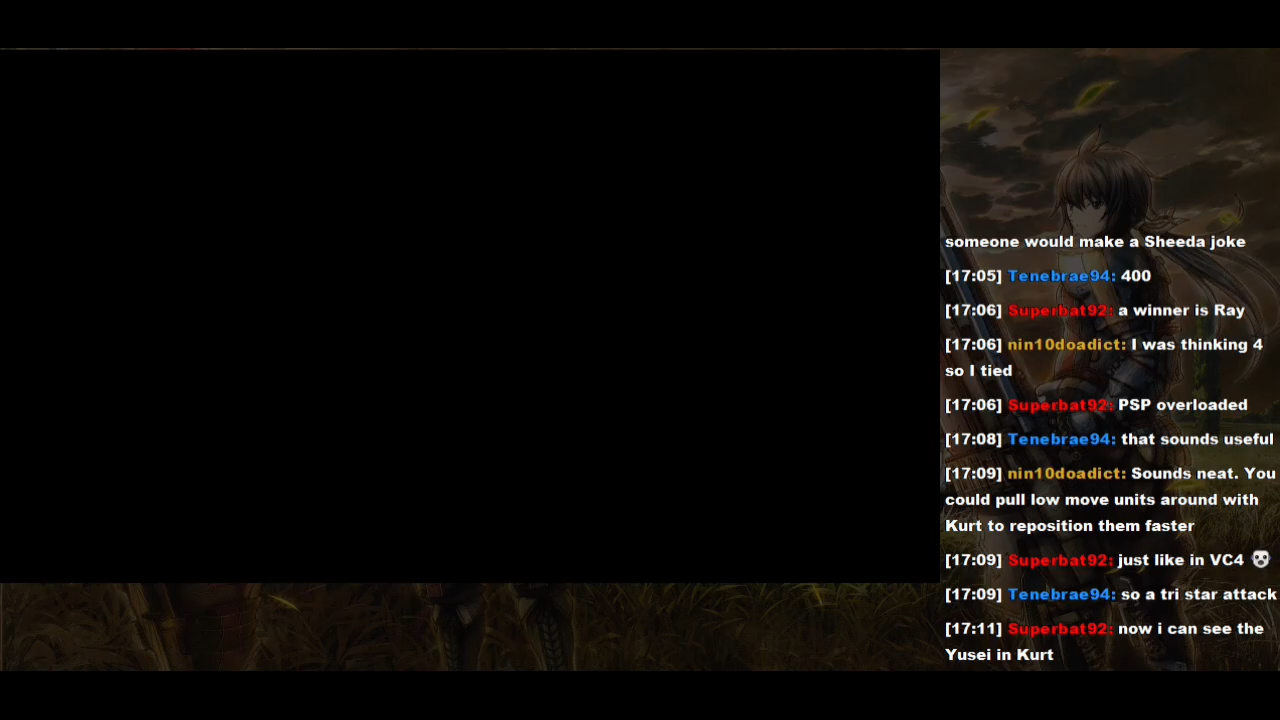 someone would make a Sheeda joke
[17:05] Tenebrae94: 400
[17:06] Superbat92: a winner is Ray
[17:06] nin10doadict: I was thinking 4
so I tied
[17:06] Superbat92: PSP overloaded
[17:08] Tenebrae94: that sounds useful
[17:09] nin10doadict: Sounds neat. You
could pull low move units around with
Kurt to reposition them faster
[17:09] Superbat92: just like in VC4
[17:09] Tenebrae94: so a tri star attack
[17:11] Superbat92: now i can see the
Yusei in Kurt